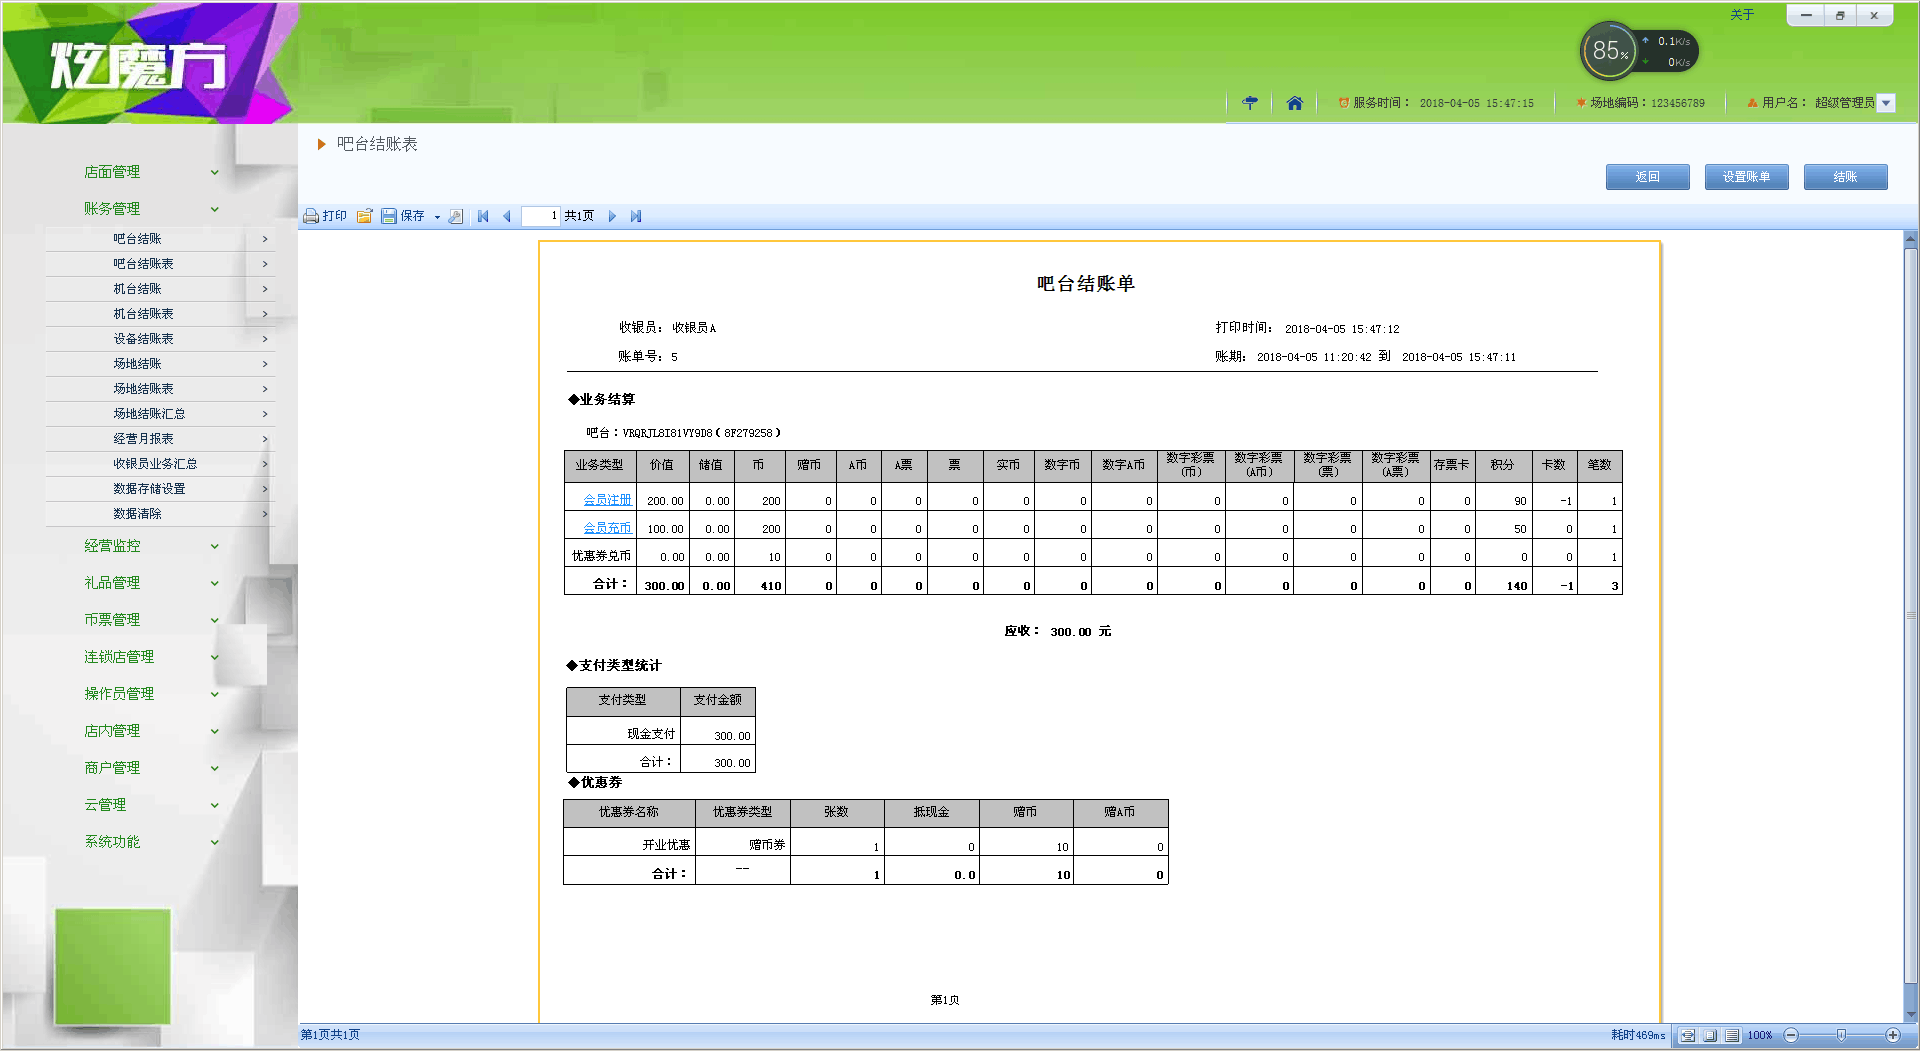 炫魔方
关于
85%
0.1K/s
0K/s
服务时间： 2018-04-05 15:47:15
场地编码：123456789
用户名： 超级管理员
店面管理
账务管理
吧台结账
吧台结账表
机台结账
机台结账表
设备结账表
场地结账
场地结账表
场地结账汇总
经营月报表
收银员业务汇总
数据存储设置
数据清除
经营监控
礼品管理
币票管理
连锁店管理
操作员管理
店内管理
商户管理
云管理
系统功能
吧台结账表
返回 设置账单 结账
打印 保存 1 共1页
吧台结账单
收银员： 收银员A 打印时间： 2018-04-05 15:47:12
账单号： 5 账期： 2018-04-05 11:20:42 到 2018-04-05 15:47:11
◆业务结算
吧台：VRQRJL8I81VY9D8(8F279258)
业务类型 价值 储值 币 赠币 A币 A票 票 实币 数字币 数字A币 数字彩票(币) 数字彩票(A币) 数字彩票(票) 数字彩票(A票) 存票卡 积分 卡数 笔数
会员注册 200.00 0.00 200 0 0 0 0 0 0 0 0 0 0 0 0 90 -1 1
会员充币 100.00 0.00 200 0 0 0 0 0 0 0 0 0 0 0 0 50 0 1
优惠券兑币 0.00 0.00 10 0 0 0 0 0 0 0 0 0 0 0 0 0 0 1
合计： 300.00 0.00 410 0 0 0 0 0 0 0 0 0 0 0 0 140 -1 3
应收： 300.00 元
◆支付类型统计
支付类型 支付金额
现金支付 300.00
合计： 300.00
◆优惠券
优惠券名称 优惠券类型 张数 抵现金 赠币 赠A币
开业优惠 赠币券 1 0 10 0
合计： -- 1 0.0 10 0
第1页
第1页共1页 耗时469ms 100%